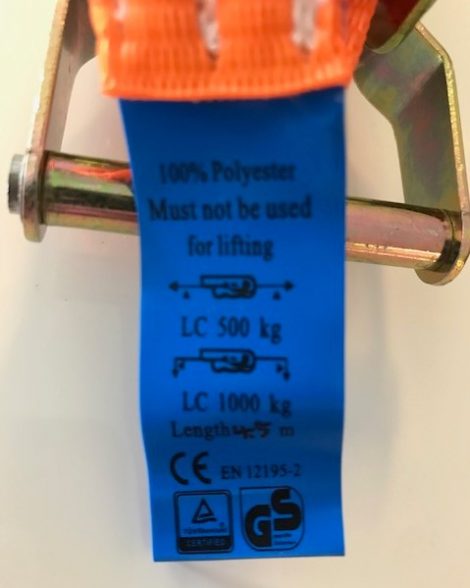 100% Polyester
Must not be used
for lifting
LC 500 kg
LC 1000 kg
Length m
CE EN 12195-2
CERTIFIED
GS